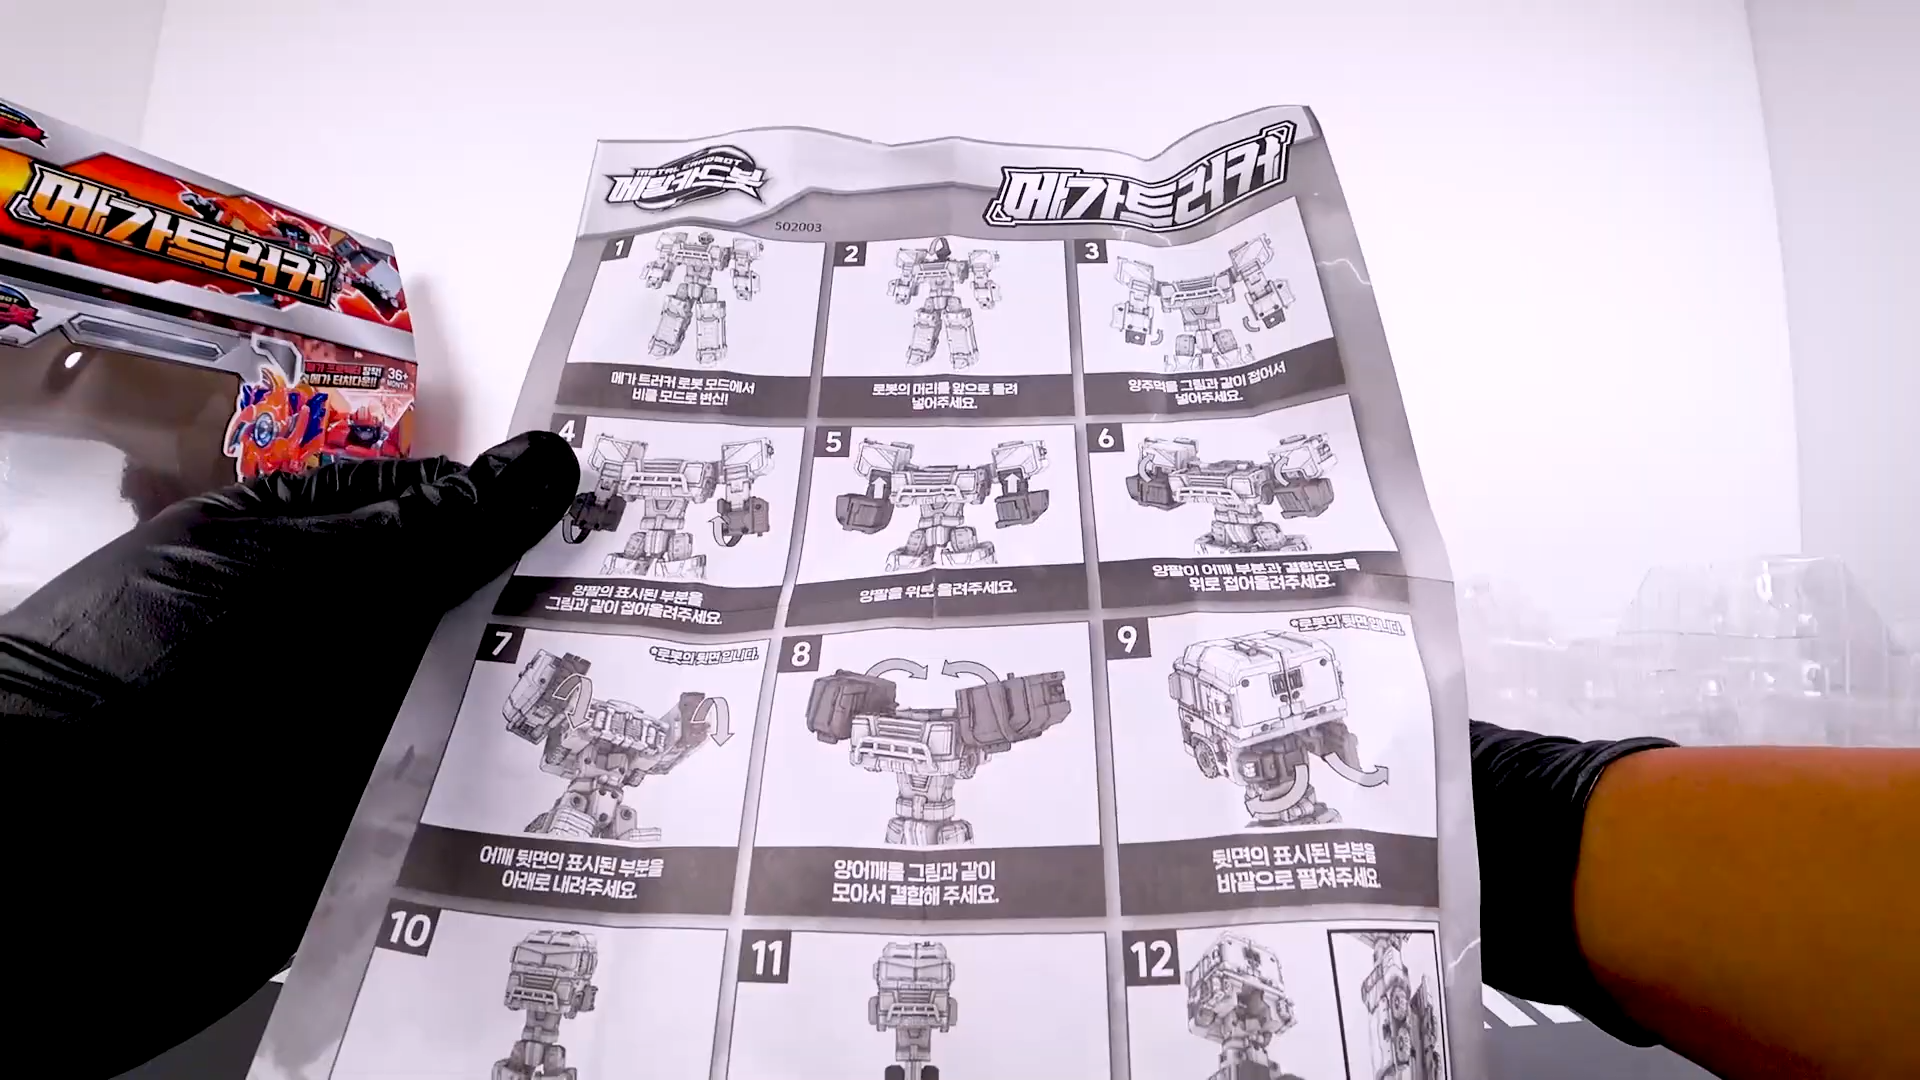 메가트러커
메가 터치다운!!
36+
MONTH
METAL CARDBOT
메탈카드봇
메가트러커
S02003
1
메가 트러커 로봇 모드에서
비클 모드로 변신!
2
로봇의 머리를 앞으로 돌려
넣어주세요.
3
양주먹을 그림과 같이 접어서
넣어주세요.
4
양팔의 표시된 부분을
그림과 같이 접어올려주세요.
5
양팔을 위로 올려주세요.
6
양팔이 어깨 부분과 결합되도록
위로 접어올려주세요.
7
*로봇의 뒷면입니다.
어깨 뒷면의 표시된 부분을
아래로 내려주세요.
8
양어깨를 그림과 같이
모아서 결합해 주세요.
9
*로봇의 뒷면입니다.
뒷면의 표시된 부분을
바깥으로 펼쳐주세요.
10
11
12